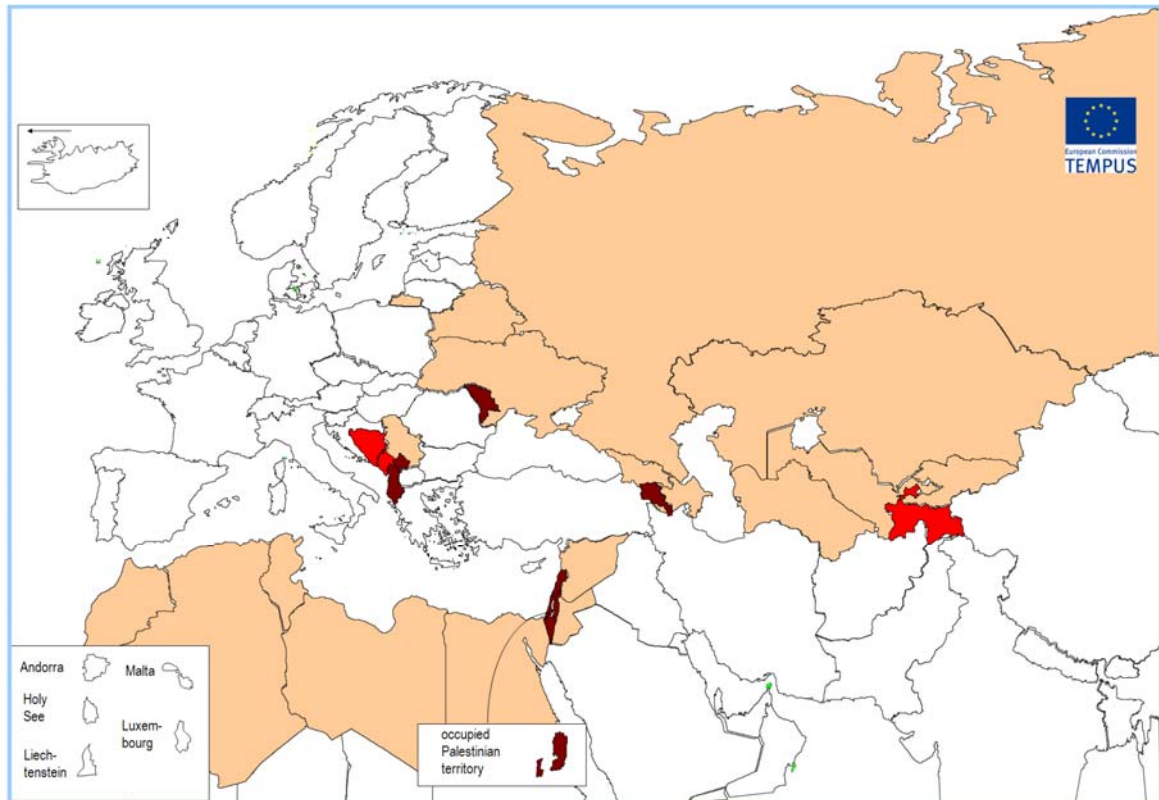 European Commission
TEMPUS
Andorra
Malta
Holy
See
Luxem-
bourg
Liech-
tenstein
occupied
Palestinian
territory